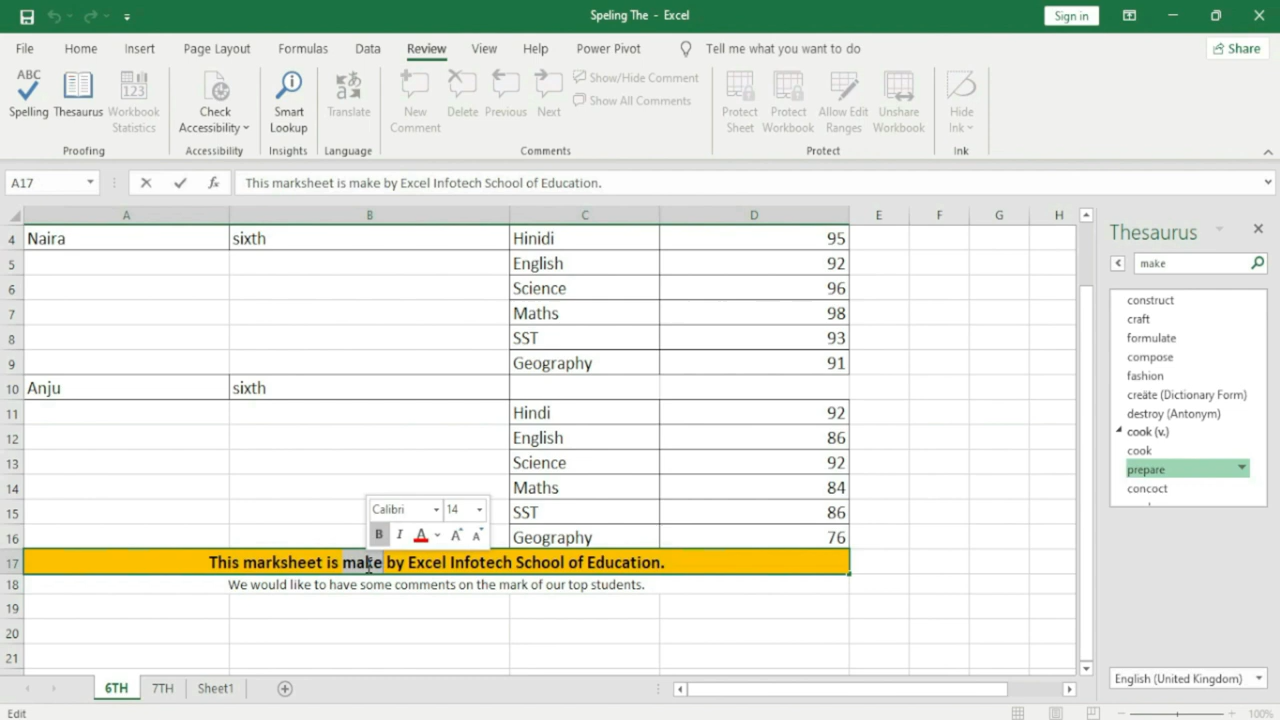 Speling The - Excel
Sign in
File Home Insert Page Layout Formulas Data Review View Help Power Pivot Tell me what you want to do Share
ABC
Spelling
Thesaurus
ABC
123
Workbook
Statistics
Proofing
Check
Accessibility
Accessibility
Smart
Lookup
Insights
Translate
Language
New
Comment
Delete
Previous
Next
Show/Hide Comment
Show All Comments
Comments
Protect
Sheet
Protect
Workbook
Allow Edit
Ranges
Unshare
Workbook
Protect
Hide
Ink
Ink
A17 fx This marksheet is make by Excel Infotech School of Education.
A B C D E F G H
4 Naira sixth Hinidi 95
5 English 92
6 Science 96
7 Maths 98
8 SST 93
9 Geography 91
10 Anju sixth
11 Hindi 92
12 English 86
13 Science 92
14 Maths 84
15 SST 86
16 Geography 76
Calibri 14
B I A A A
17 This marksheet is make by Excel Infotech School of Education.
18 We would like to have some comments on the mark of our top students.
19
20
21
Thesaurus
make
construct
craft
formulate
compose
fashion
create (Dictionary Form)
destroy (Antonym)
cook (v.)
cook
prepare
concoct
English (United Kingdom)
6TH 7TH Sheet1
Edit
100%